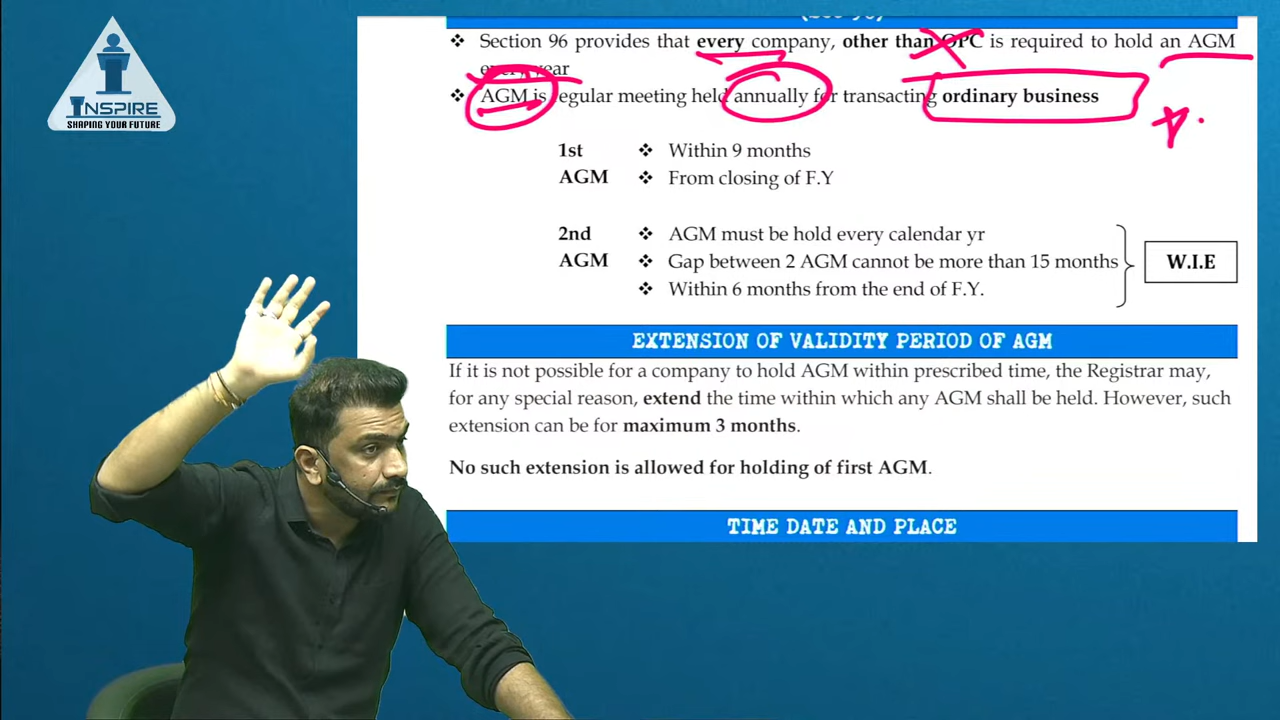 INSPIRE
SHAPING YOUR FUTURE
❖ Section 96 provides that every company, other than OPC is required to hold an AGM
every year
❖ AGM is regular meeting held annually for transacting ordinary business
1st ❖ Within 9 months
AGM ❖ From closing of F.Y
2nd ❖ AGM must be hold every calendar yr
AGM ❖ Gap between 2 AGM cannot be more than 15 months
❖ Within 6 months from the end of F.Y.
W.I.E
EXTENSION OF VALIDITY PERIOD OF AGM
If it is not possible for a company to hold AGM within prescribed time, the Registrar may,
for any special reason, extend the time within which any AGM shall be held. However, such
extension can be for maximum 3 months.
No such extension is allowed for holding of first AGM.
TIME DATE AND PLACE